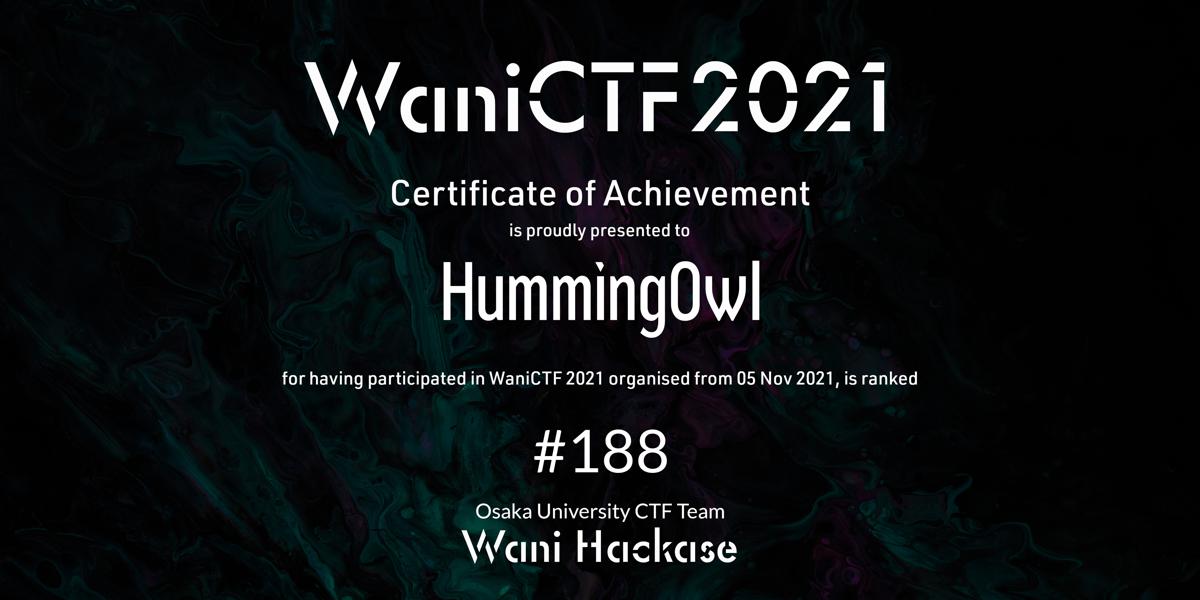 WaniCTF2021
Certificate of Achievement
is proudly presented to
HummingOwl
for having participated in WaniCTF 2021 organised from 05 Nov 2021, is ranked
#188
Osaka University CTF Team
Wani Hackase